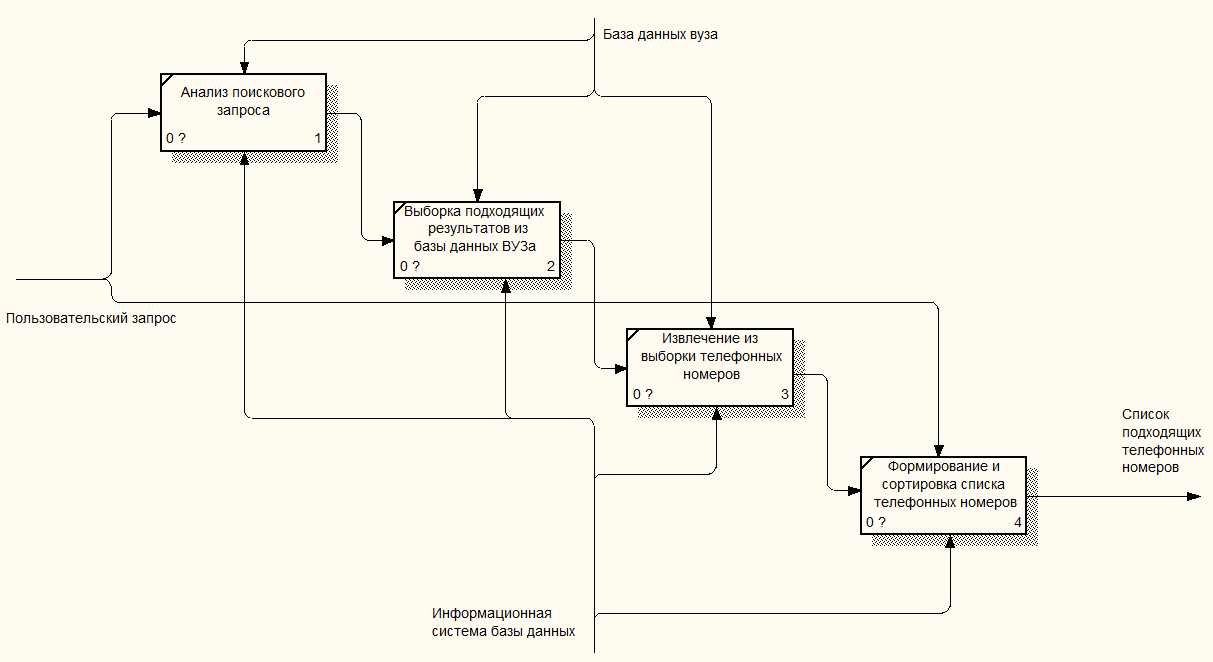 База данных вуза
Анализ поискового
запроса
0 ?
1
Выборка подходящих
результатов из
базы данных ВУЗа
0 ?
2
Пользовательский запрос
Извлечение из
выборки телефонных
номеров
0 ?
3
Список
подходящих
телефонных
номеров
Формирование и
сортировка списка
телефонных номеров
0 ?
4
Информационная
система базы данных